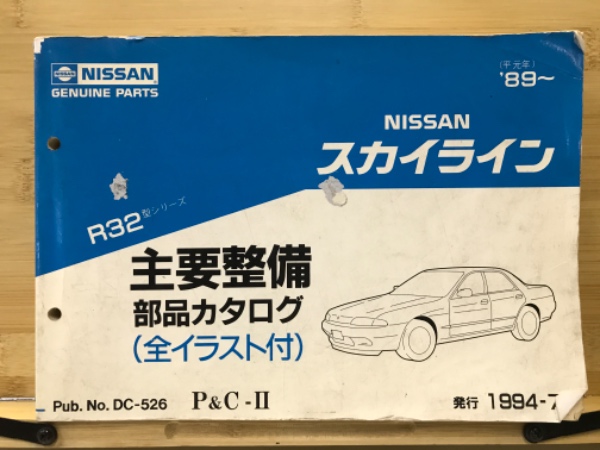 NISSAN
GENUINE PARTS
(平元年)
'89~
NISSAN
スカイライン
R32型シリーズ
主要整備
部品カタログ
(全イラスト付)
Pub. No. DC-526 P&C-II
発行 1994-7